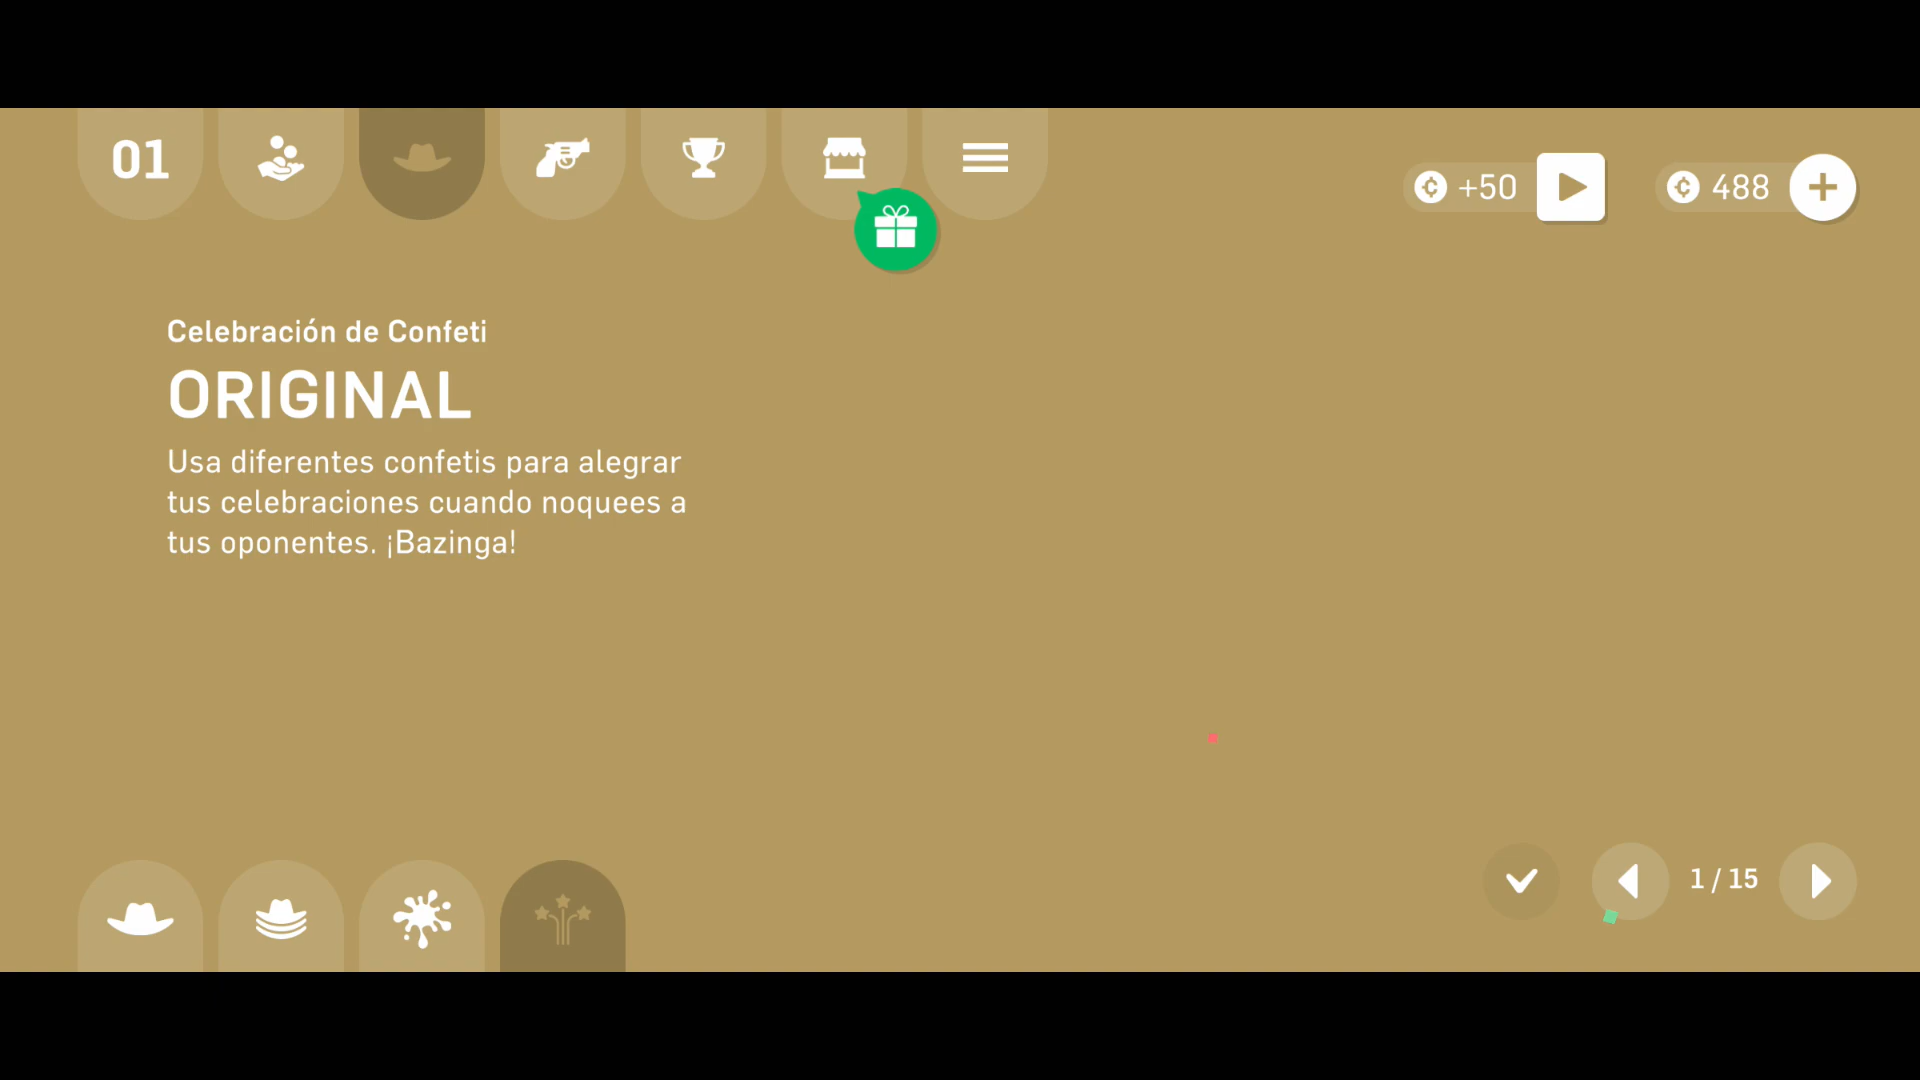 01
+50
488
Celebración de Confeti
ORIGINAL
Usa diferentes confetis para alegrar
tus celebraciones cuando noquees a
tus oponentes. ¡Bazinga!
1 / 15